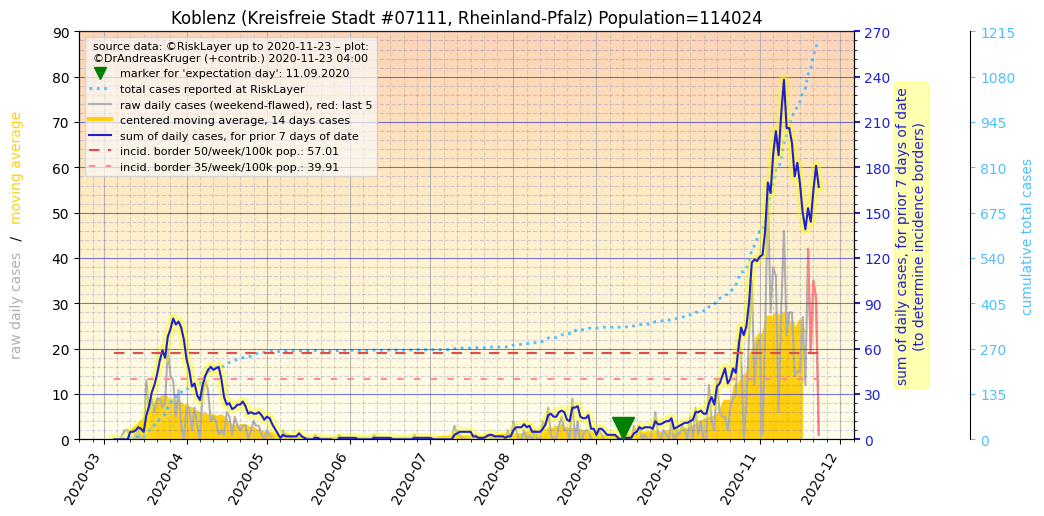 Koblenz (Kreisfreie Stadt #07111, Rheinland-Pfalz) Population=114024
source data: ©RiskLayer up to 2020-11-23 – plot:
©DrAndreasKruger (+contrib.) 2020-11-23 04:00
marker for 'expectation day': 11.09.2020
total cases reported at RiskLayer
raw daily cases (weekend-flawed), red: last 5
centered moving average, 14 days cases
sum of daily cases, for prior 7 days of date
incid. border 50/week/100k pop.: 57.01
incid. border 35/week/100k pop.: 39.91
raw daily cases / moving average
90
80
70
60
50
40
30
20
10
0
270
240
210
180
150
120
90
60
30
0
sum of daily cases, for prior 7 days of date
(to determine incidence borders)
1215
1080
945
810
675
540
405
270
135
0
cumulative total cases
2020-03
2020-04
2020-05
2020-06
2020-07
2020-08
2020-09
2020-10
2020-11
2020-12